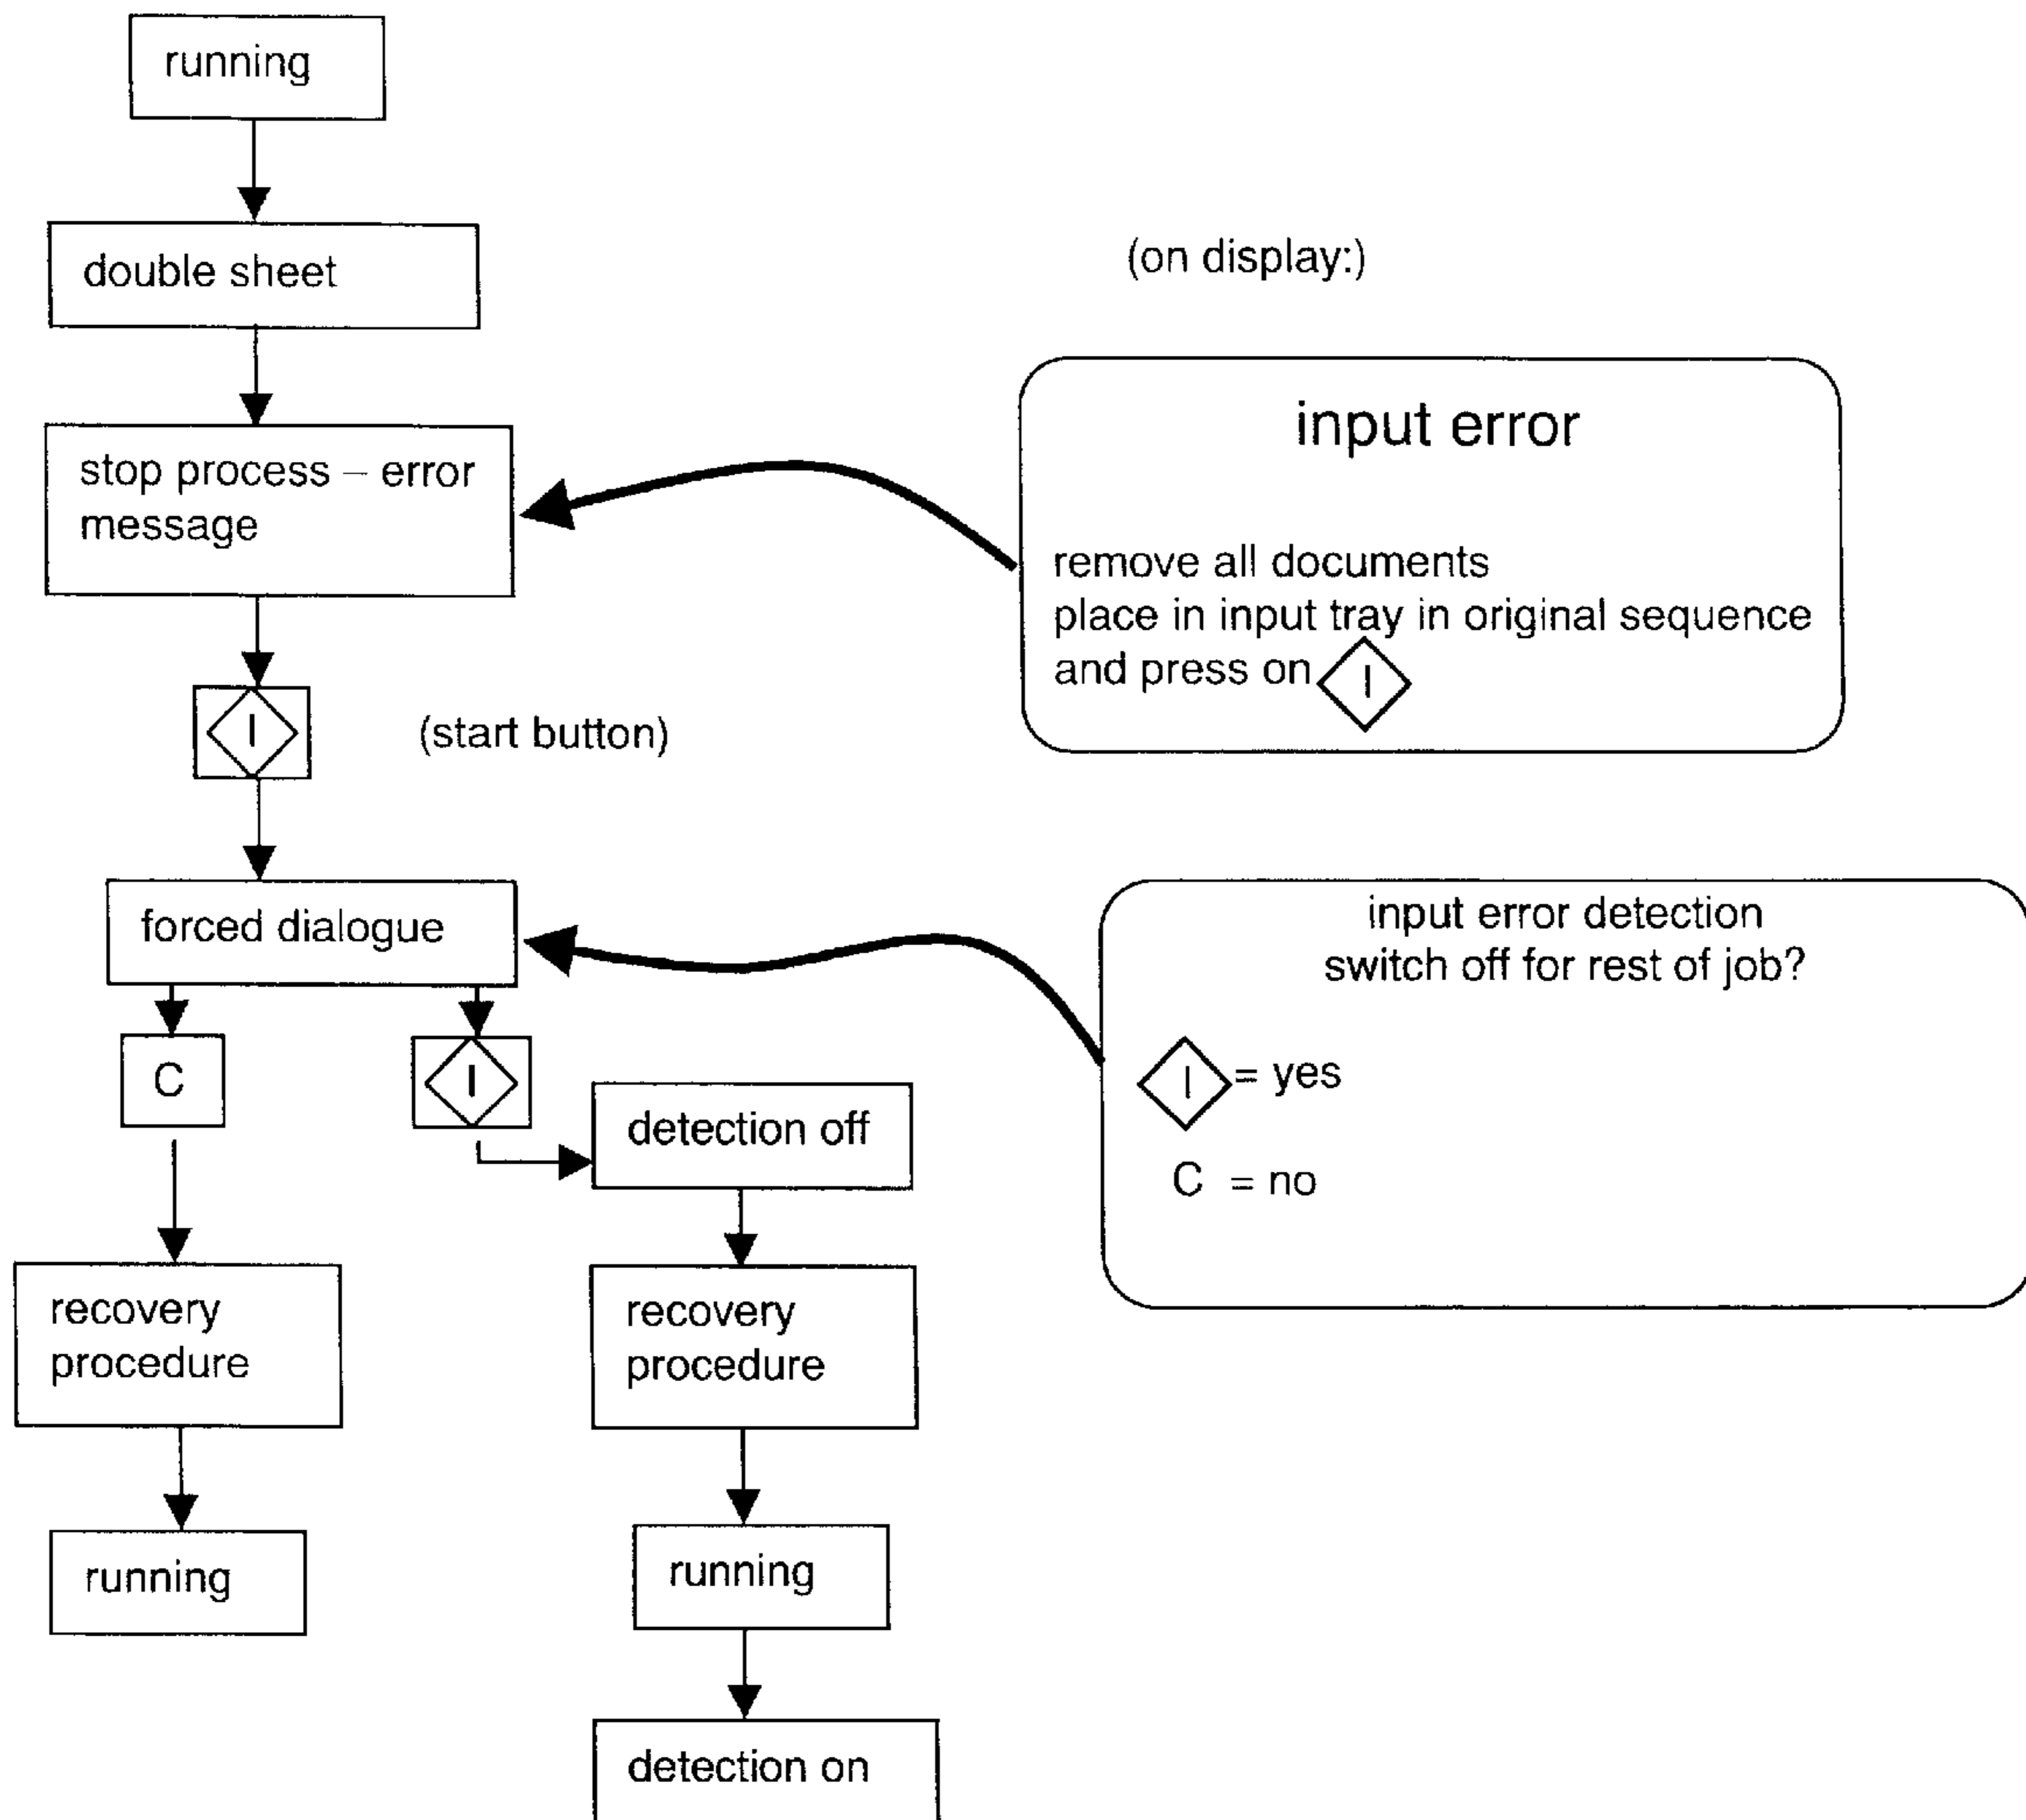 running
double sheet
(on display:)
stop process – error
message
input error
remove all documents
place in input tray in original sequence
and press on I
I
(start button)
forced dialogue
input error detection
switch off for rest of job?
I = yes
C = no
C
I
detection off
recovery
procedure
recovery
procedure
running
running
detection on